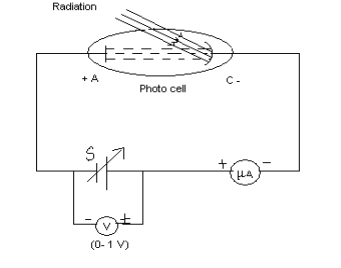 Radiation
+ A
C -
Photo cell
S
+ μA -
- V +
(0- 1 V)